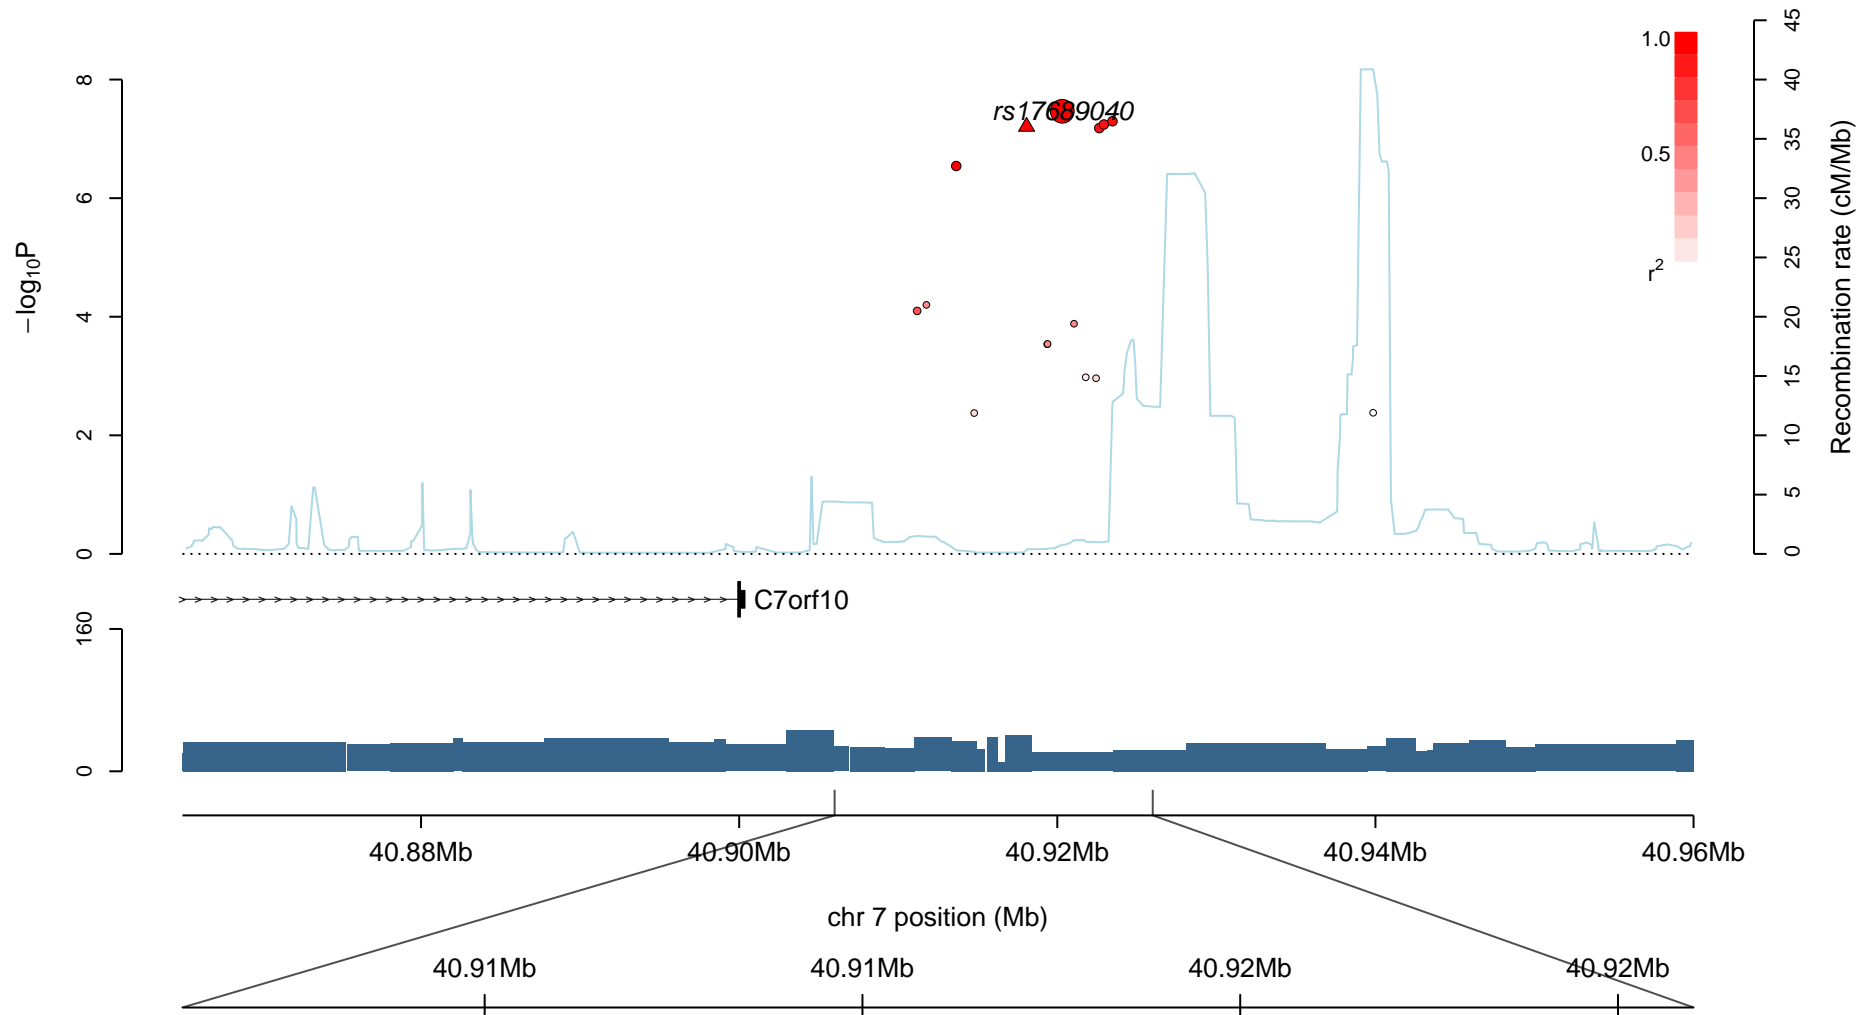 8
6
4
2
0
−log10P
rs17689040
1.0
0.5
r2
45
40
35
30
25
20
15
10
5
0
Recombination rate (cM/Mb)
C7orf10
160
0
40.88Mb
40.90Mb
40.92Mb
40.94Mb
40.96Mb
chr 7 position (Mb)
40.91Mb
40.91Mb
40.92Mb
40.92Mb